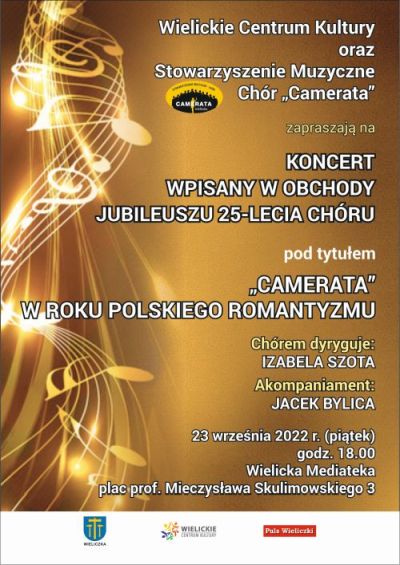 Wielickie Centrum Kultury
oraz
Stowarzyszenie Muzyczne
Chór „Camerata”
CAMERATA
zapraszają na
KONCERT
WPISANY W OBCHODY
JUBILEUSZU 25-LECIA CHÓRU
pod tytułem
„CAMERATA”
W ROKU POLSKIEGO ROMANTYZMU
Chórem dyryguje:
IZABELA SZOTA
Akompaniament:
JACEK BYLICA
23 września 2022 r. (piątek)
godz. 18.00
Wielicka Mediateka
plac prof. Mieczysława Skulimowskiego 3
WIELICZKA
WIELICKIE
CENTRUM KULTURY
Puls Wieliczki